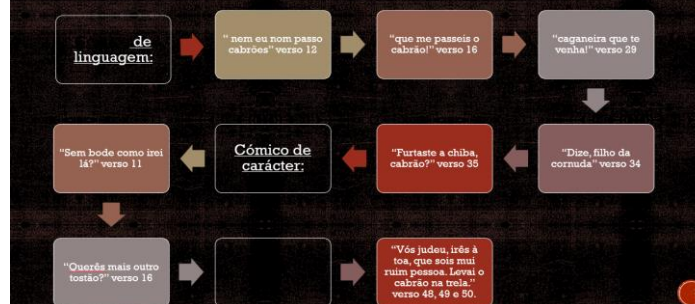 de
linguagem:
“ nem eu nom passo
cabrões” verso 12
“que me passeis o
cabrão!” verso 16
“caganeira que te
venha!” verso 29
“Dize, filho da
cornuda” verso 34
“Furtaste a chiba,
cabrão?” verso 35
Cómico de
carácter:
“Sem bode como irei
lá?” verso 11
“Querês mais outro
tostão?” verso 16
“Vós judeu, irês à
toa, que sois mui
ruim pessoa. Levai o
cabrão na trela.”
verso 48, 49 e 50.